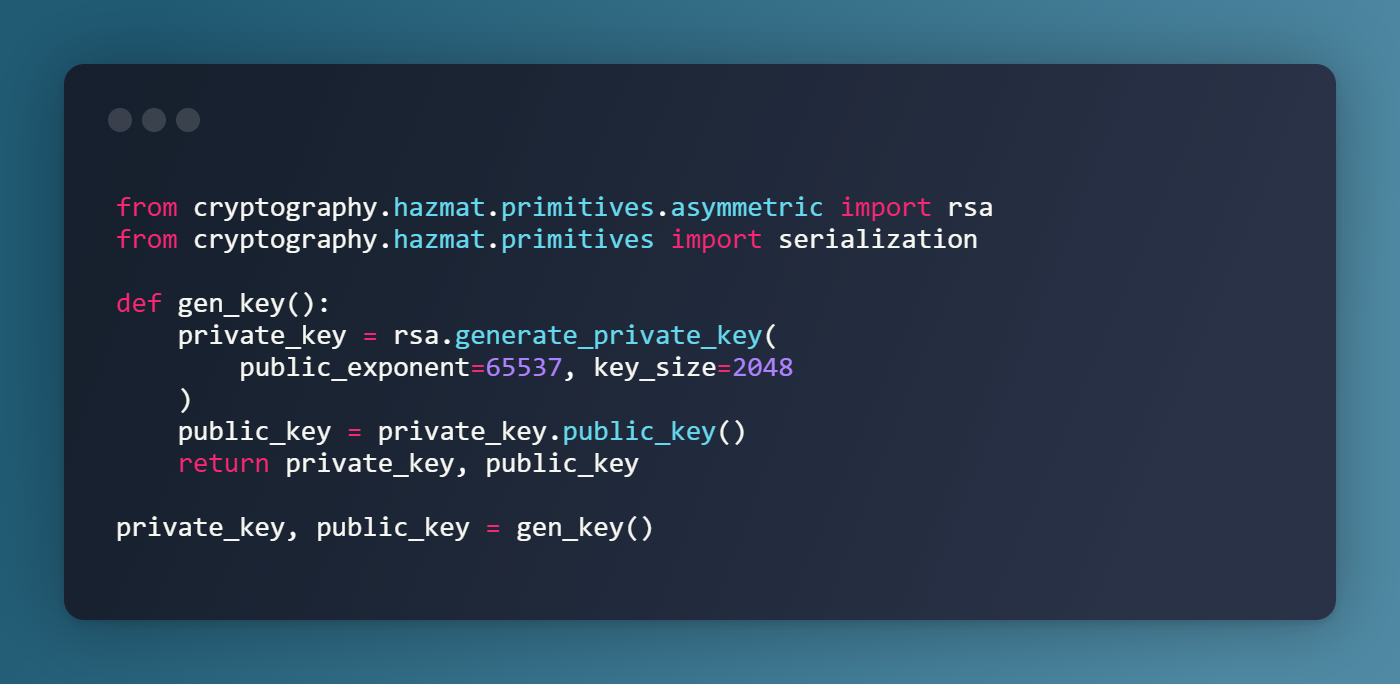 from cryptography.hazmat.primitives.asymmetric import rsa
from cryptography.hazmat.primitives import serialization

def gen_key():
    private_key = rsa.generate_private_key(
        public_exponent=65537, key_size=2048
    )
    public_key = private_key.public_key()
    return private_key, public_key

private_key, public_key = gen_key()